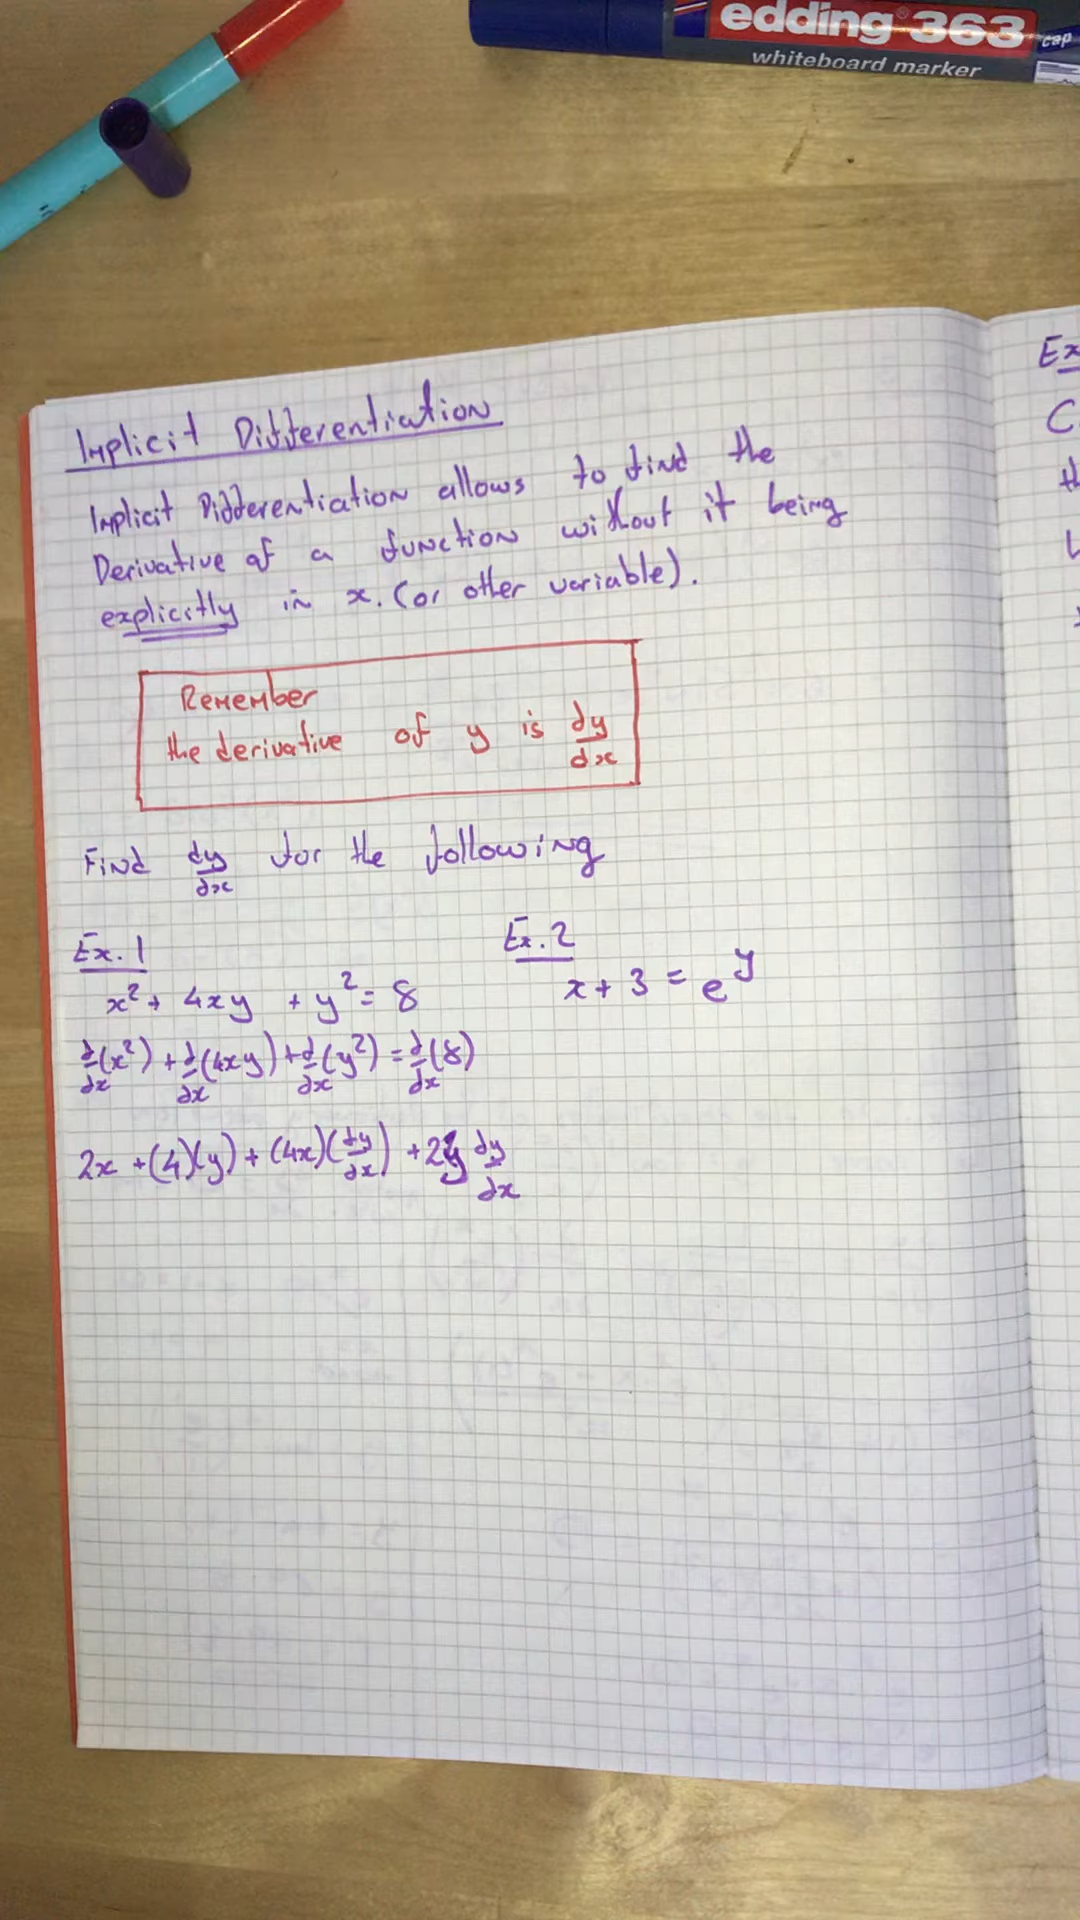 edding® 363
cap
whiteboard marker
Implicit Differentiation
Implicit Differentiation allows to find the
Derivative of a function without it being
explicitly in x. (or other variable).
Remember
the derivative of y is dy/dx
Find dy/dx for the following
Ex. 1
x² + 4xy + y² = 8
d/dx(x²) + d/dx(4xy) + d/dx(y²) = d/dx(8)
2x + (4)(y) + (4x)(dy/dx) + 2y dy/dx
Ex. 2
x + 3 = e^y
Ex